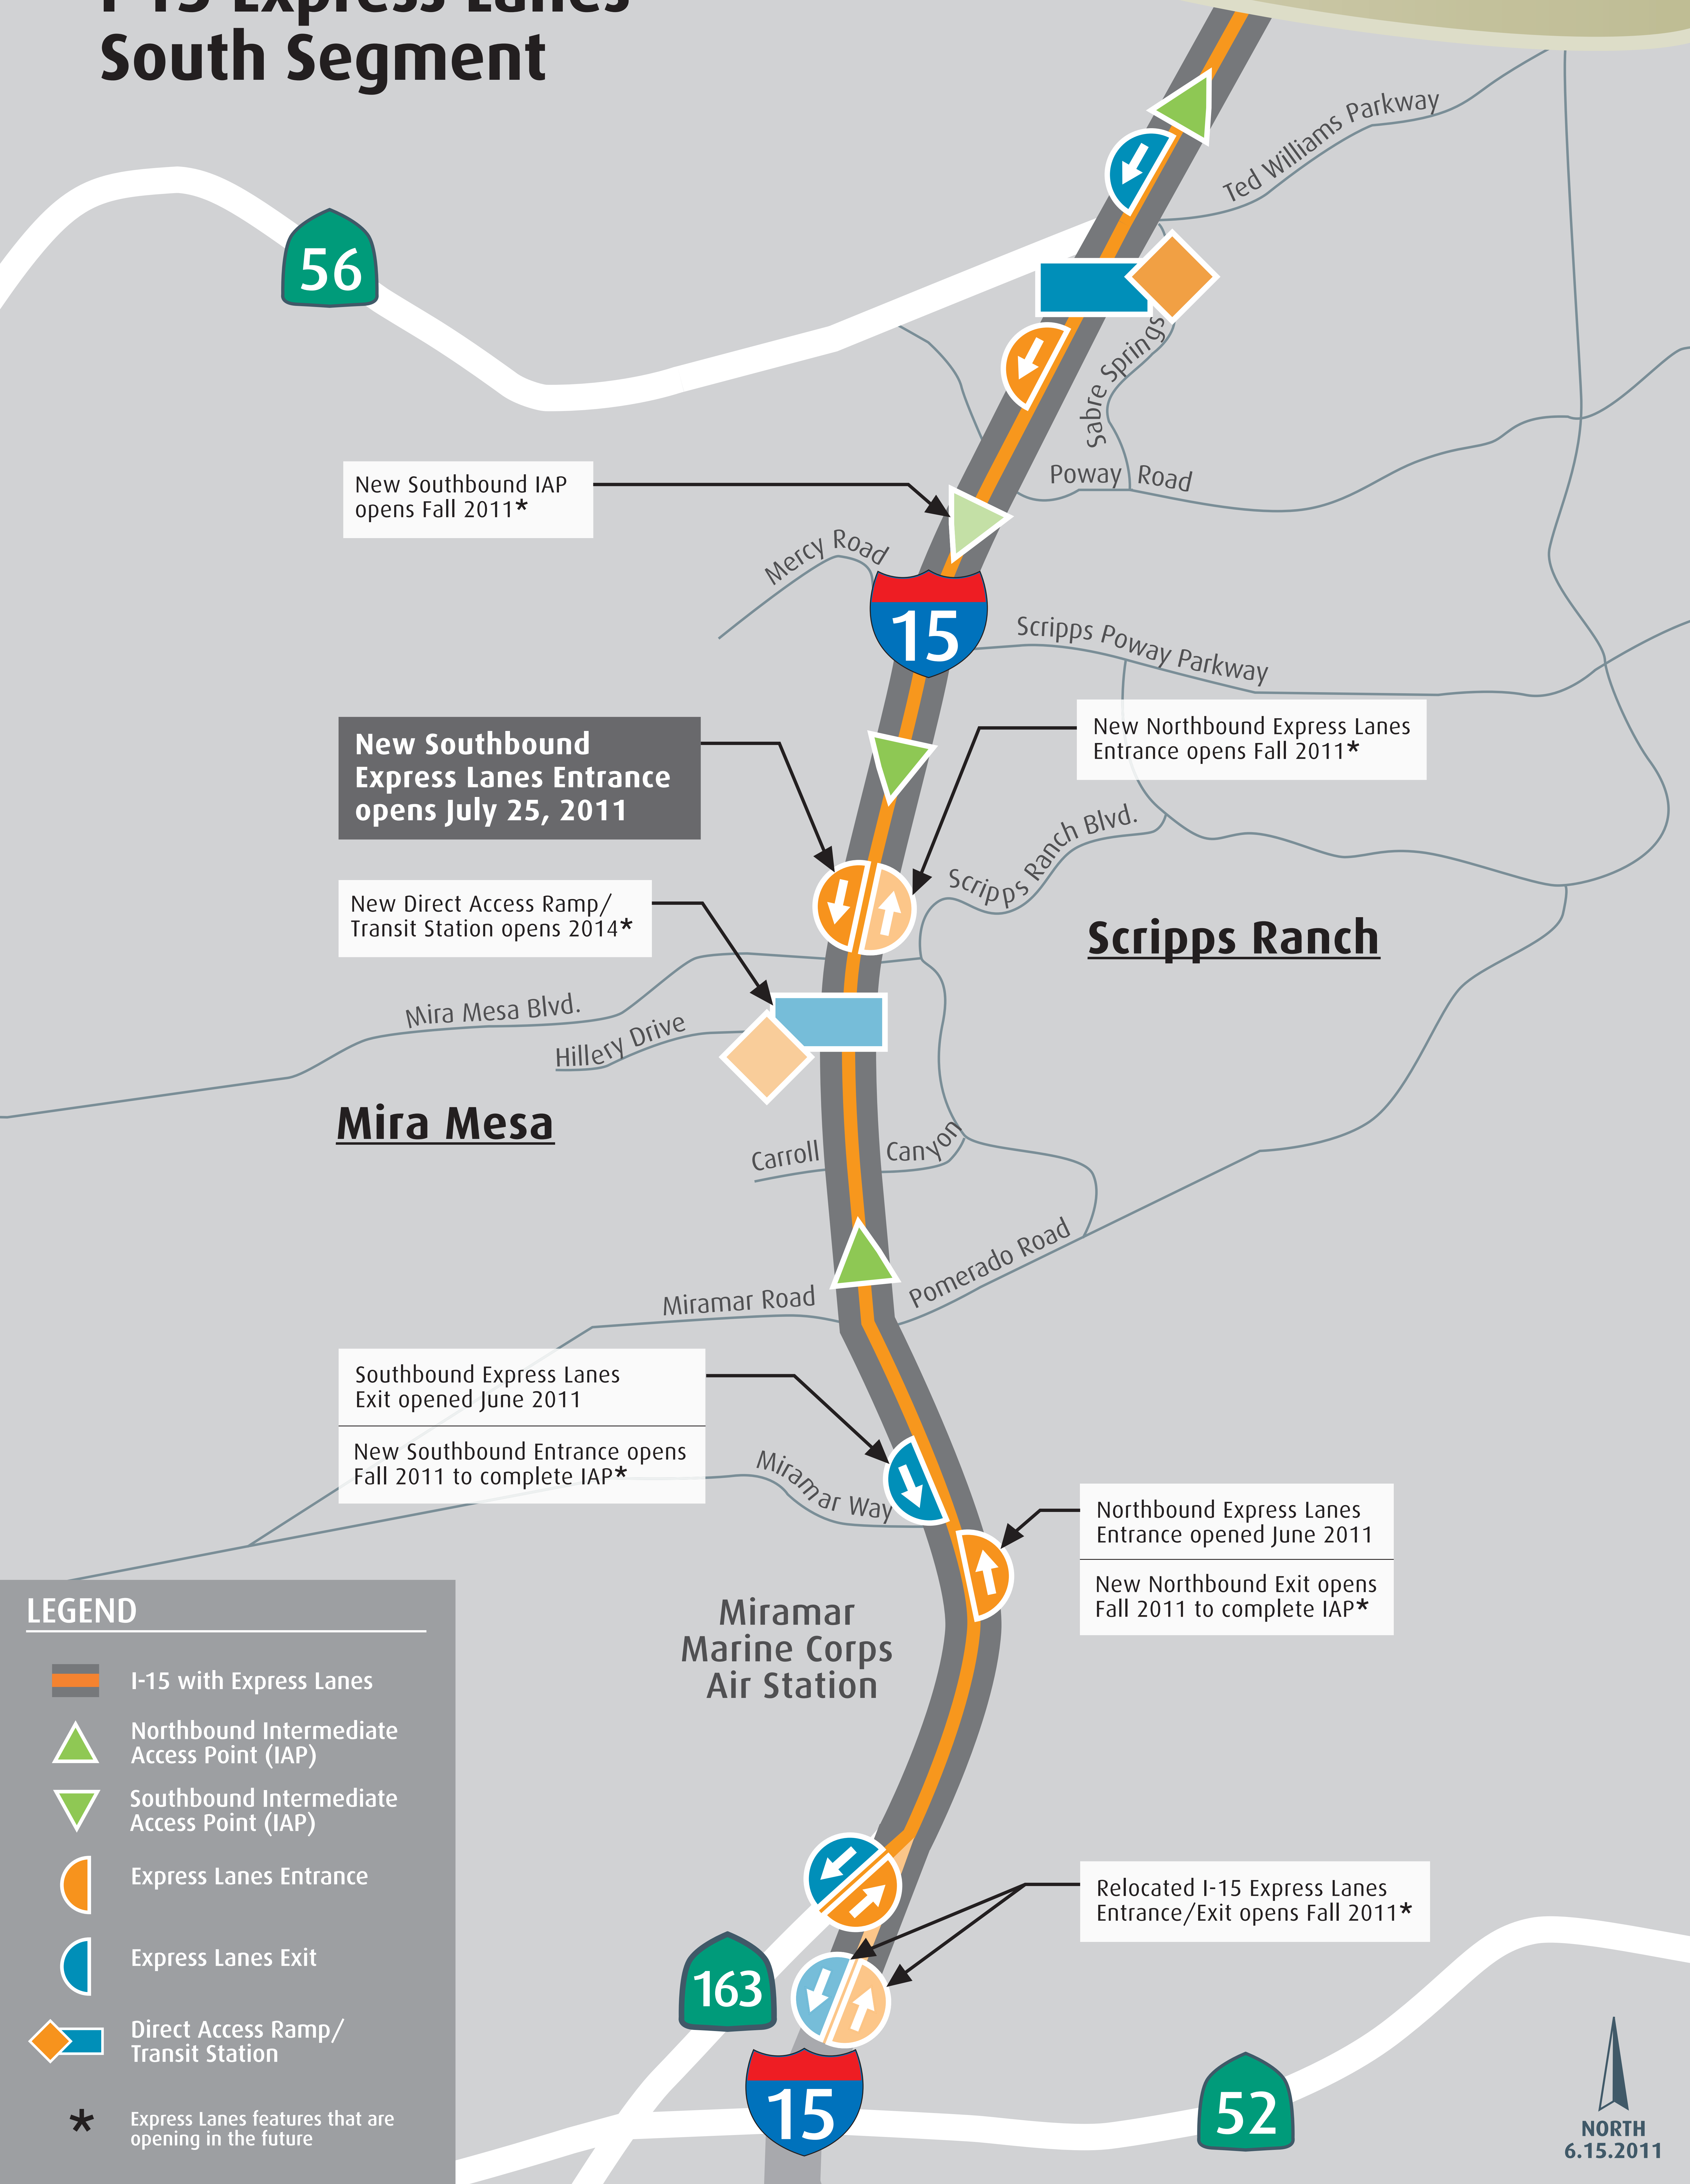 I-15 Express Lanes
South Segment
Ted Williams Parkway
56
Sabre Springs
Poway Road
New Southbound IAP
opens Fall 2011*
Mercy Road
15
Scripps Poway Parkway
New Southbound
Express Lanes Entrance
opens July 25, 2011
New Northbound Express Lanes
Entrance opens Fall 2011*
Scripps Ranch Blvd.
New Direct Access Ramp/
Transit Station opens 2014*
Scripps Ranch
Mira Mesa Blvd.
Hillery Drive
Mira Mesa
Carroll Canyon
Pomerado Road
Miramar Road
Southbound Express Lanes
Exit opened June 2011
New Southbound Entrance opens
Fall 2011 to complete IAP*
Miramar Way
Northbound Express Lanes
Entrance opened June 2011
New Northbound Exit opens
Fall 2011 to complete IAP*
Miramar
Marine Corps
Air Station
LEGEND
I-15 with Express Lanes
Northbound Intermediate
Access Point (IAP)
Southbound Intermediate
Access Point (IAP)
Express Lanes Entrance
Express Lanes Exit
Direct Access Ramp/
Transit Station
* Express Lanes features that are
opening in the future
Relocated I-15 Express Lanes
Entrance/Exit opens Fall 2011*
163
15
52
NORTH
6.15.2011